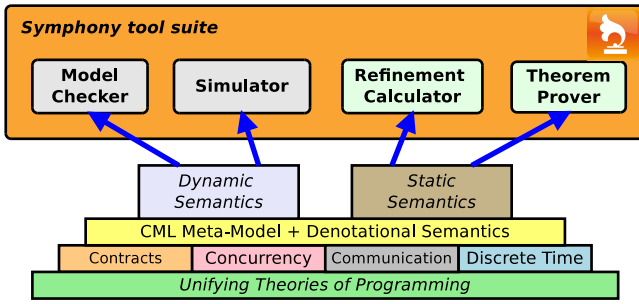 Symphony tool suite
Model
Checker
Simulator
Refinement
Calculator
Theorem
Prover
Dynamic
Semantics
Static
Semantics
CML Meta-Model + Denotational Semantics
Contracts
Concurrency
Communication
Discrete Time
Unifying Theories of Programming